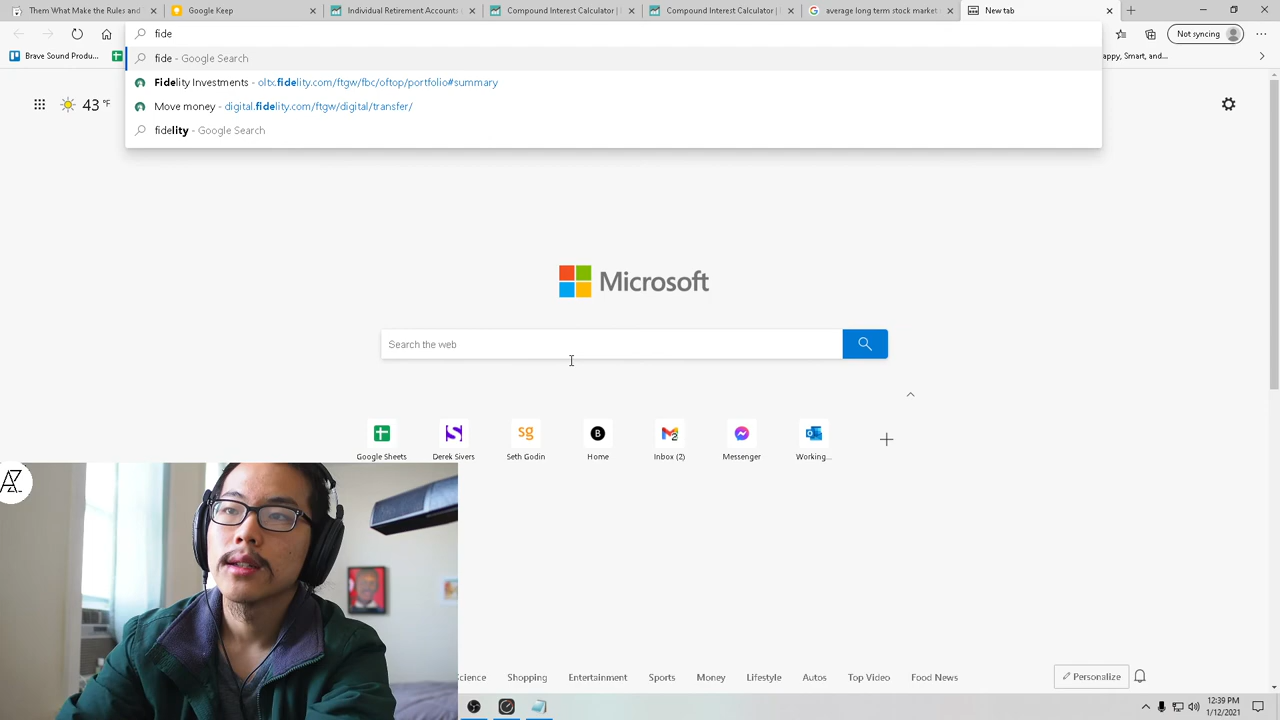 Them What Make the Rules and
Google Keep
Individual Retirement Accounts
Compound Interest Calculator |
Compound Interest Calculator |
average long term stock market
New tab
fide
Not syncing
Brave Sound Produ
appy, Smart, and...
fide - Google Search
Fidelity Investments - oltx.fidelity.com/ftgw/fbc/oftop/portfolio#summary
Move money - digital.fidelity.com/ftgw/digital/transfer/
fidelity - Google Search
43 °F
Microsoft
Search the web
sg
B
2
Google Sheets
Derek Sivers
Seth Godin
Home
Inbox (2)
Messenger
Working...
AZ
cience
Shopping
Entertainment
Sports
Money
Lifestyle
Autos
Top Video
Food News
Personalize
12:39 PM
1/12/2021